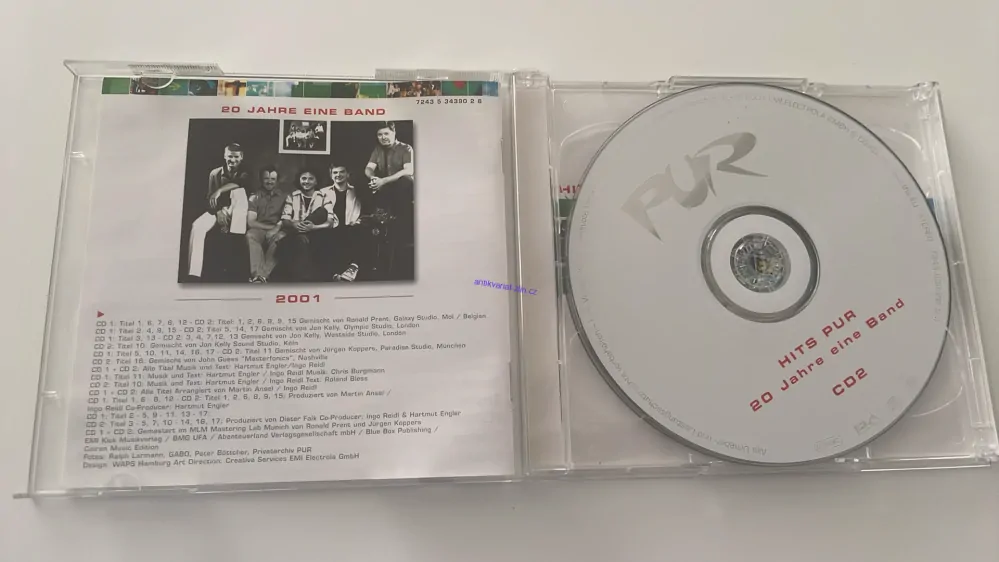 20 JAHRE EINE BAND
7243 5 34390 2 6
2001
CD 1: Titel 1, 6, 7, 8, 12 - CD 2: Titel: 1, 2, 6, 8, 9, 15 Gemischt von Ronald Prent, Galaxy Studio, Mol / Belgien
CD 1: Titel 2, 4, 9, 15 - CD 2: Titel 5, 14, 17 Gemischt von Jon Kelly, Olympic Studio, London
CD 1: Titel 3, 13 - CD 2: 3, 4, 7, 12, 13 Gemischt von Jon Kelly, Westside Studio, London
CD 2: Titel 10: Gemischt von Jon Kelly Sound Studio, Köln
CD 1: Titel 5, 10, 11, 14, 16, 17 - CD 2: Titel 11 Gemischt von Jürgen Koppers, Paradise Studio, München
CD 2: Titel 16: Gemischt von John Guess "Masterfonics", Nashville
CD 1 + CD 2: Alle Titel Musik und Text: Hartmut Engler/Ingo Reidl
CD 1: Titel 11: Musik und Text: Hartmut Engler / Ingo Reidl Musik: Chris Burgmann
CD 2: Titel 10: Musik und Text: Hartmut Engler / Ingo Reidl Text: Roland Bless
CD 1 + CD 2: Alle Titel Arrangiert von Martin Ansel / Ingo Reidl
CD 1: Titel 1, 6 - 8, 12 - CD 2: Titel 1, 2, 6, 8, 9, 15: Produziert von Martin Ansel /
Ingo Reidl Co-Producer: Hartmut Engler
CD 1: Titel 2 - 5, 9 - 11, 13 - 17:
CD 2: Titel 3 - 5, 7, 10 - 14, 16, 17: Produziert von Dieter Falk Co-Producer: Ingo Reidl & Hartmut Engler
CD 1 + CD 2: Gemastert im MLM Mastering Lab Munich von Ronald Prent und Jürgen Koppers
EMI Kick Musikverlag / BMG UFA / Abenteuerland Verlagsgesellschaft mbH / Blue Box Publishing /
Music Edition
Fotos: Ralph Larmann, GABO, Peter Bötscher, Privatarchiv PUR
Design: WAPS Hamburg Art Direction: Creative Services EMI Electrola GmbH
antikvariat-zlin.cz
PUR
HITS PUR
20 Jahre eine Band
CD2